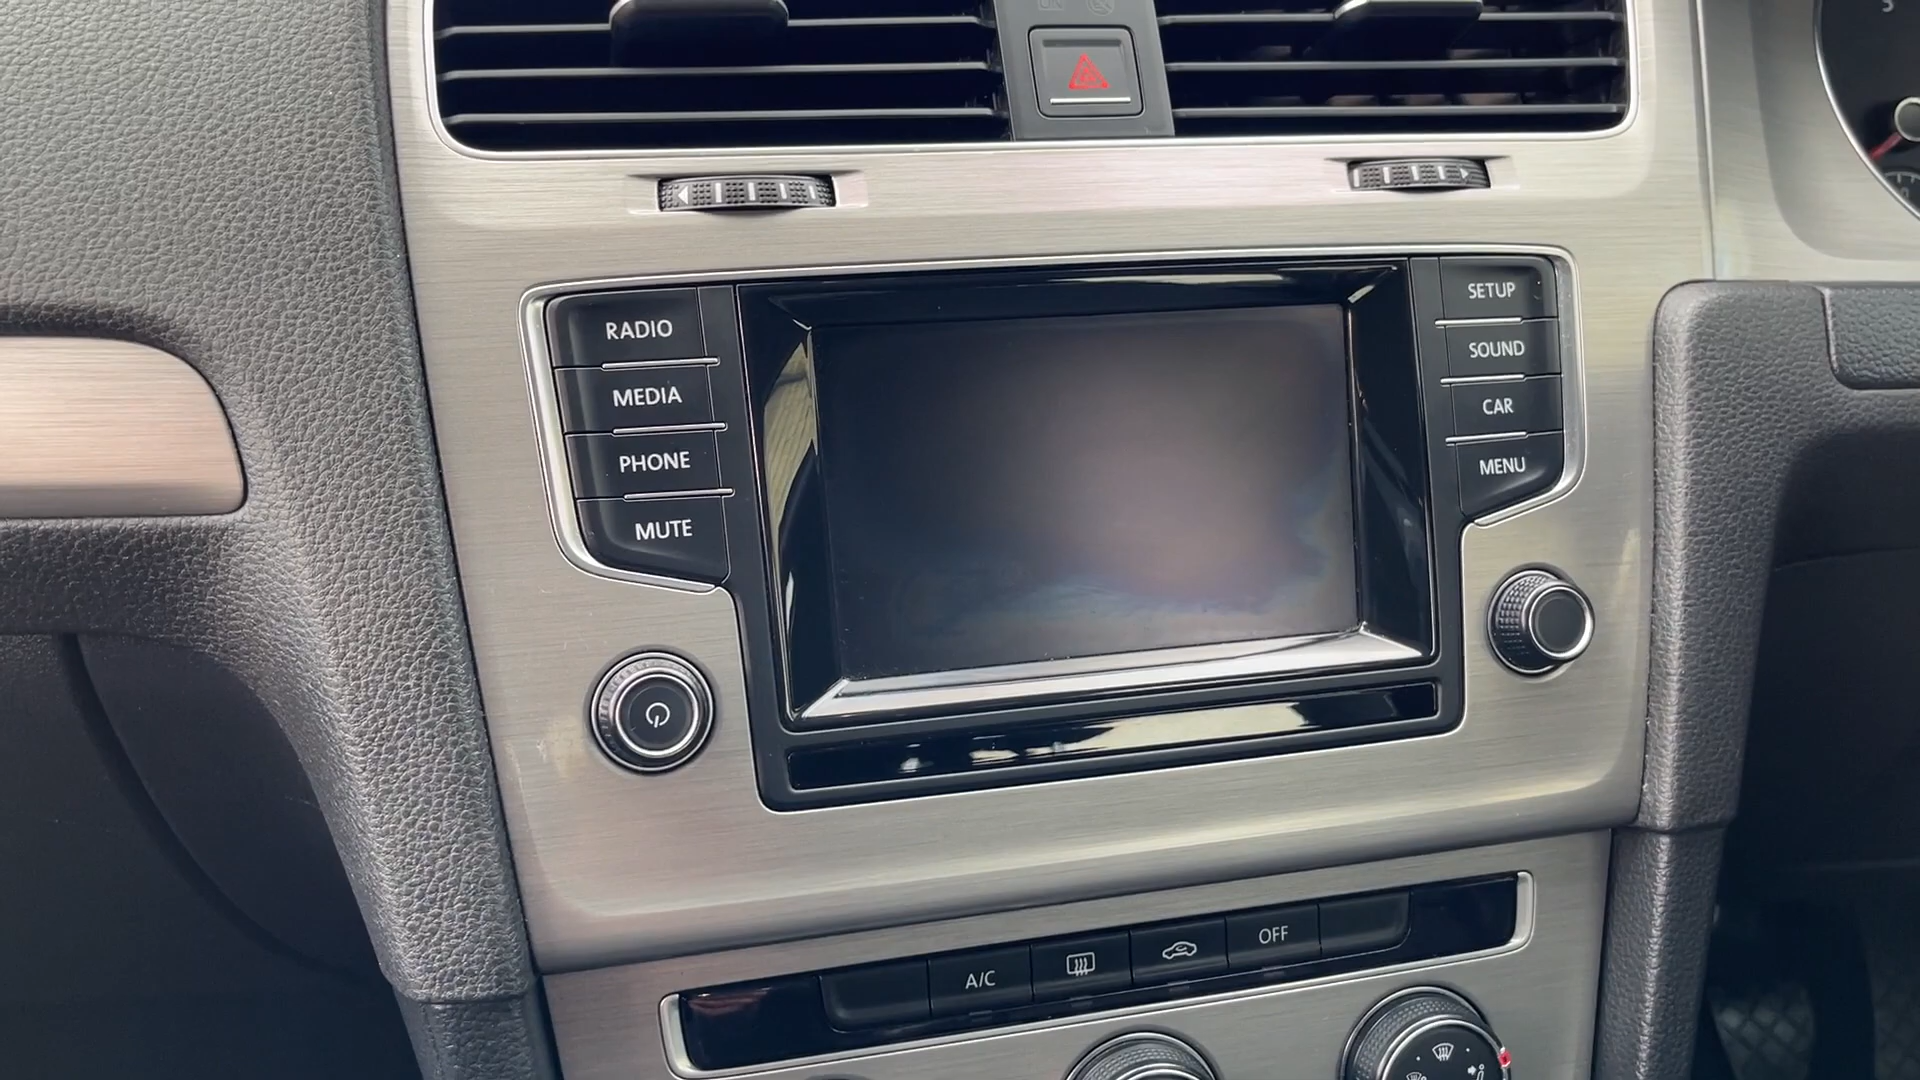 RADIO
MEDIA
PHONE
MUTE
SETUP
SOUND
CAR
MENU
A/C
OFF